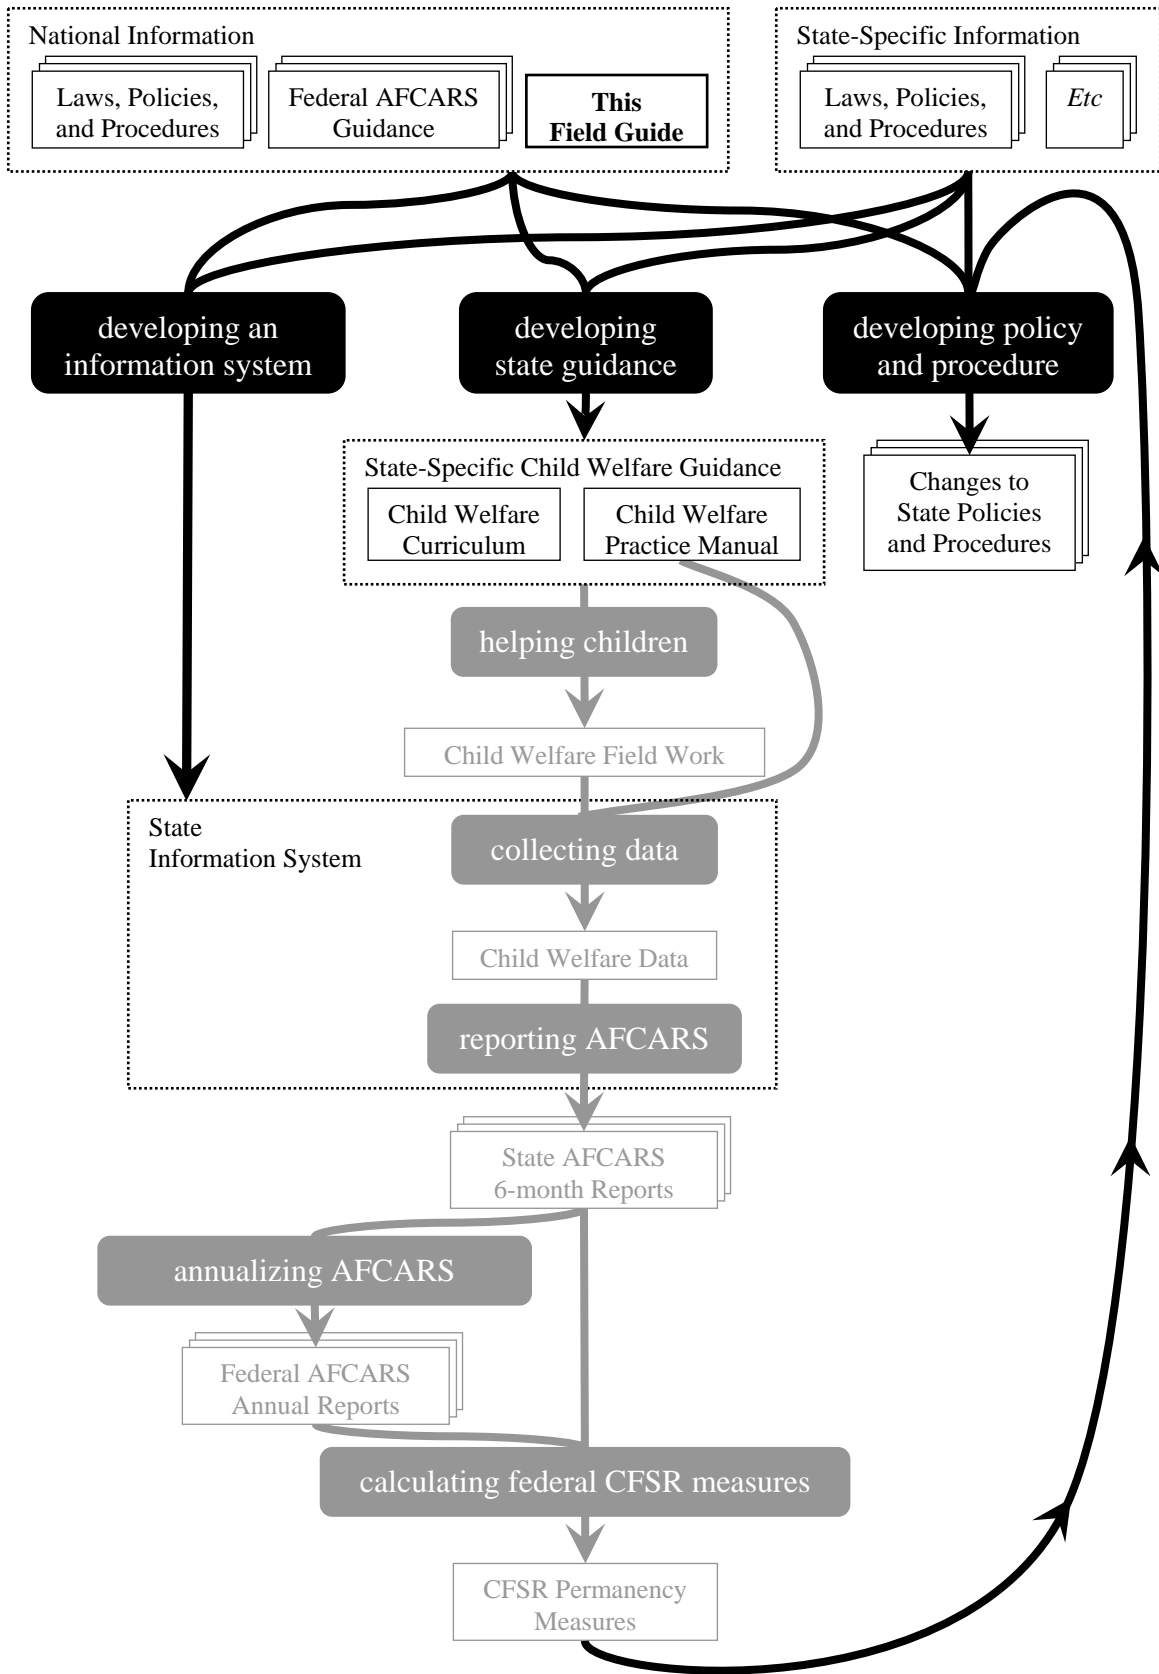 National Information
Laws, Policies,
and Procedures
Federal AFCARS
Guidance
This
Field Guide
State-Specific Information
Laws, Policies,
and Procedures
Etc
developing an
information system
developing
state guidance
developing policy
and procedure
State-Specific Child Welfare Guidance
Child Welfare
Curriculum
Child Welfare
Practice Manual
Changes to
State Policies
and Procedures
helping children
Child Welfare Field Work
State
Information System
collecting data
Child Welfare Data
reporting AFCARS
State AFCARS
6-month Reports
annualizing AFCARS
Federal AFCARS
Annual Reports
calculating federal CFSR measures
CFSR Permanency
Measures